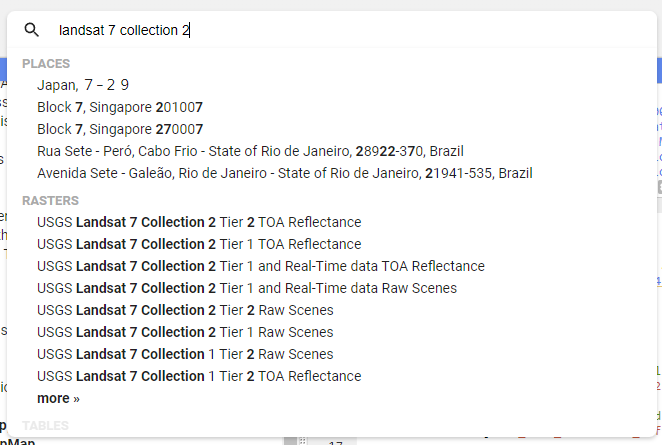 landsat 7 collection 2
PLACES
Japan, 7-29
Block 7, Singapore 201007
Block 7, Singapore 270007
Rua Sete - Peró, Cabo Frio - State of Rio de Janeiro, 28922-370, Brazil
Avenida Sete - Galeão, Rio de Janeiro - State of Rio de Janeiro, 21941-535, Brazil
RASTERS
USGS Landsat 7 Collection 2 Tier 2 TOA Reflectance
USGS Landsat 7 Collection 2 Tier 1 TOA Reflectance
USGS Landsat 7 Collection 2 Tier 1 and Real-Time data TOA Reflectance
USGS Landsat 7 Collection 2 Tier 1 and Real-Time data Raw Scenes
USGS Landsat 7 Collection 2 Tier 2 Raw Scenes
USGS Landsat 7 Collection 2 Tier 1 Raw Scenes
USGS Landsat 7 Collection 1 Tier 2 Raw Scenes
USGS Landsat 7 Collection 1 Tier 2 TOA Reflectance
more »
TABLES
17